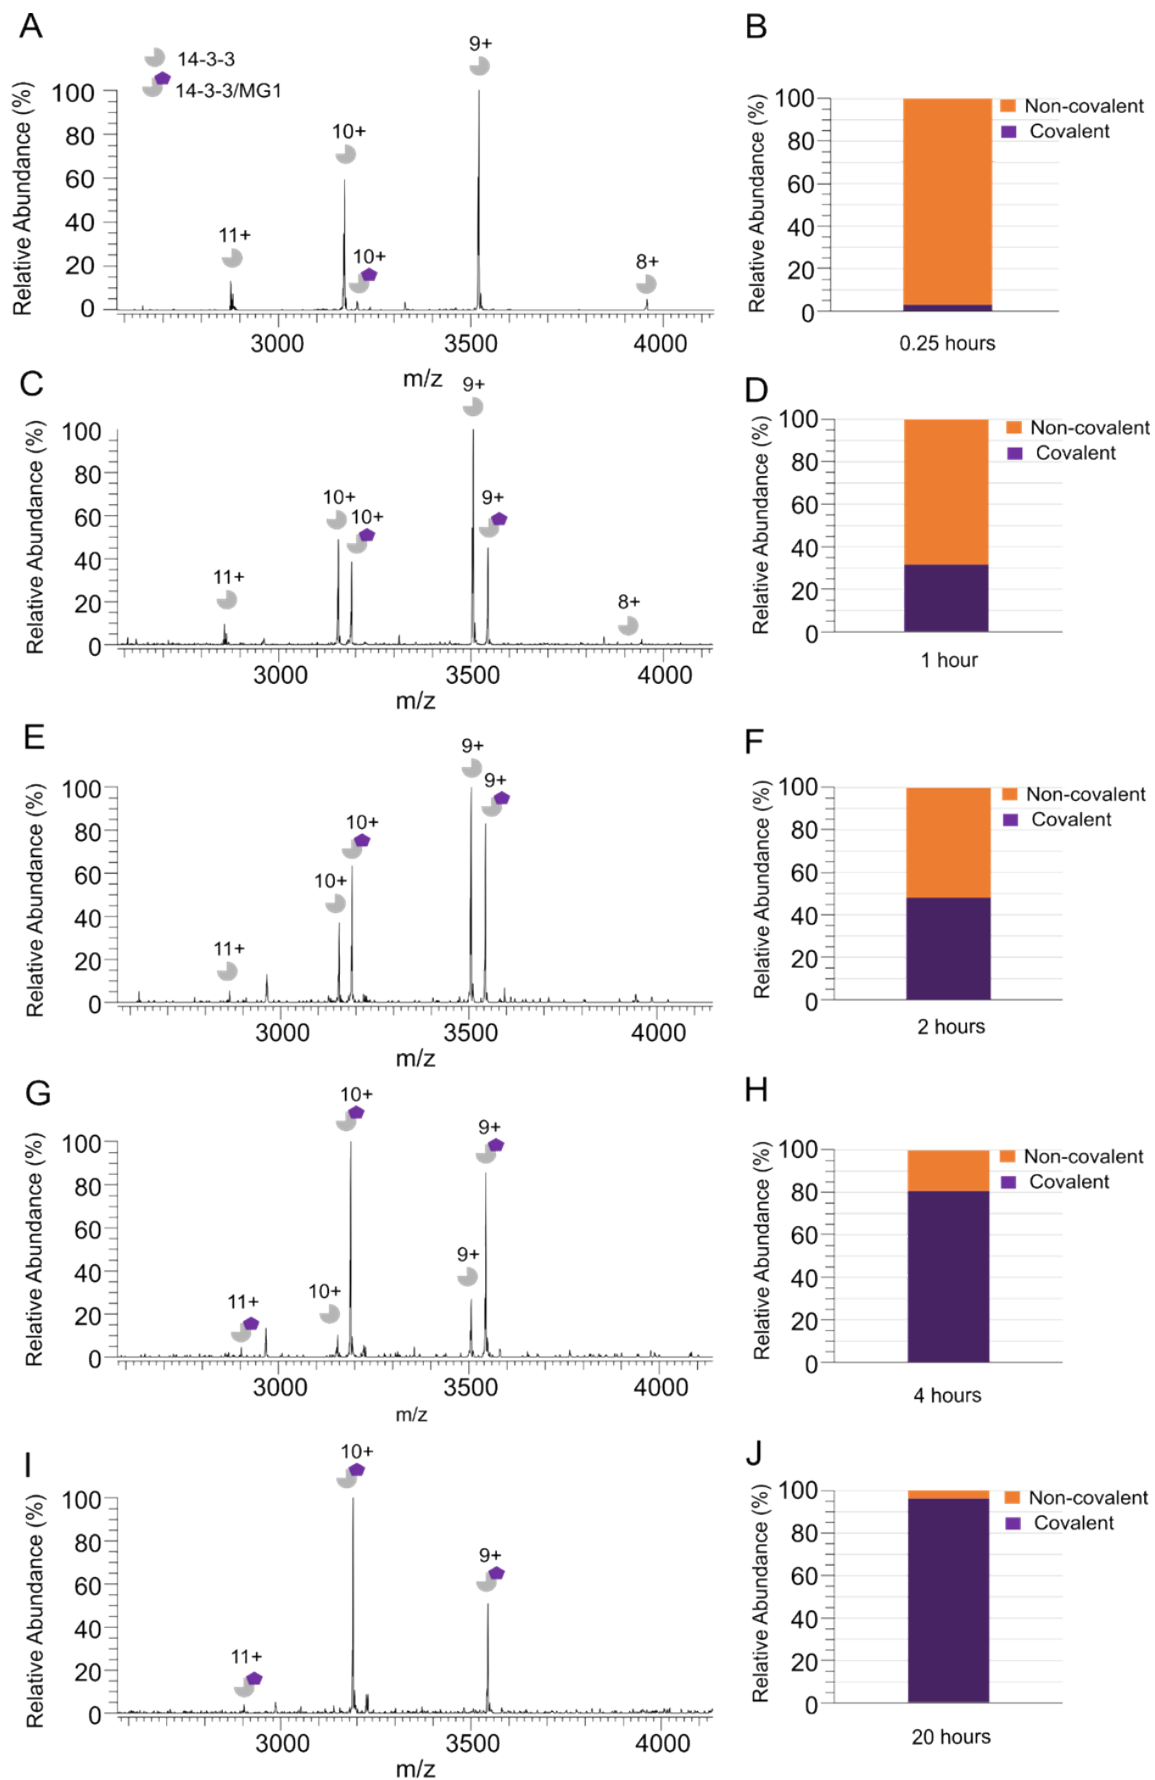 A
14-3-3
14-3-3/MG1
Relative Abundance (%)
100
80
60
40
20
0
11+
10+
10+
9+
8+
3000 3500 4000
m/z
B
Relative Abundance (%)
100
80
60
40
20
0
Non-covalent
Covalent
0.25 hours
C
Relative Abundance (%)
100
80
60
40
20
0
11+
10+
10+
9+
9+
8+
3000 3500 4000
m/z
D
Relative Abundance (%)
100
80
60
40
20
0
Non-covalent
Covalent
1 hour
E
Relative Abundance (%)
100
80
60
40
20
0
11+
10+
10+
9+
9+
3000 3500 4000
m/z
F
Relative Abundance (%)
100
80
60
40
20
0
Non-covalent
Covalent
2 hours
G
Relative Abundance (%)
100
80
60
40
20
0
11+
10+
10+
9+
9+
3000 3500 4000
m/z
H
Relative Abundance (%)
100
80
60
40
20
0
Non-covalent
Covalent
4 hours
I
Relative Abundance (%)
100
80
60
40
20
0
11+
10+
9+
3000 3500 4000
m/z
J
Relative Abundance (%)
100
80
60
40
20
0
Non-covalent
Covalent
20 hours